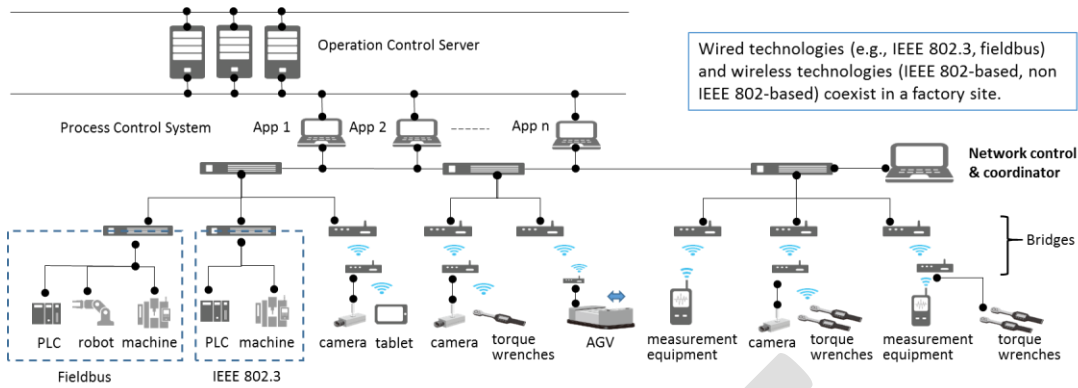 Operation Control Server
Wired technologies (e.g., IEEE 802.3, fieldbus)
and wireless technologies (IEEE 802-based, non
IEEE 802-based) coexist in a factory site.
Process Control System
App 1
App 2
App n
Network control
& coordinator
Bridges
PLC
robot
machine
PLC
machine
camera
tablet
camera
torque
wrenches
AGV
measurement
equipment
camera
torque
wrenches
measurement
equipment
torque
wrenches
Fieldbus
IEEE 802.3